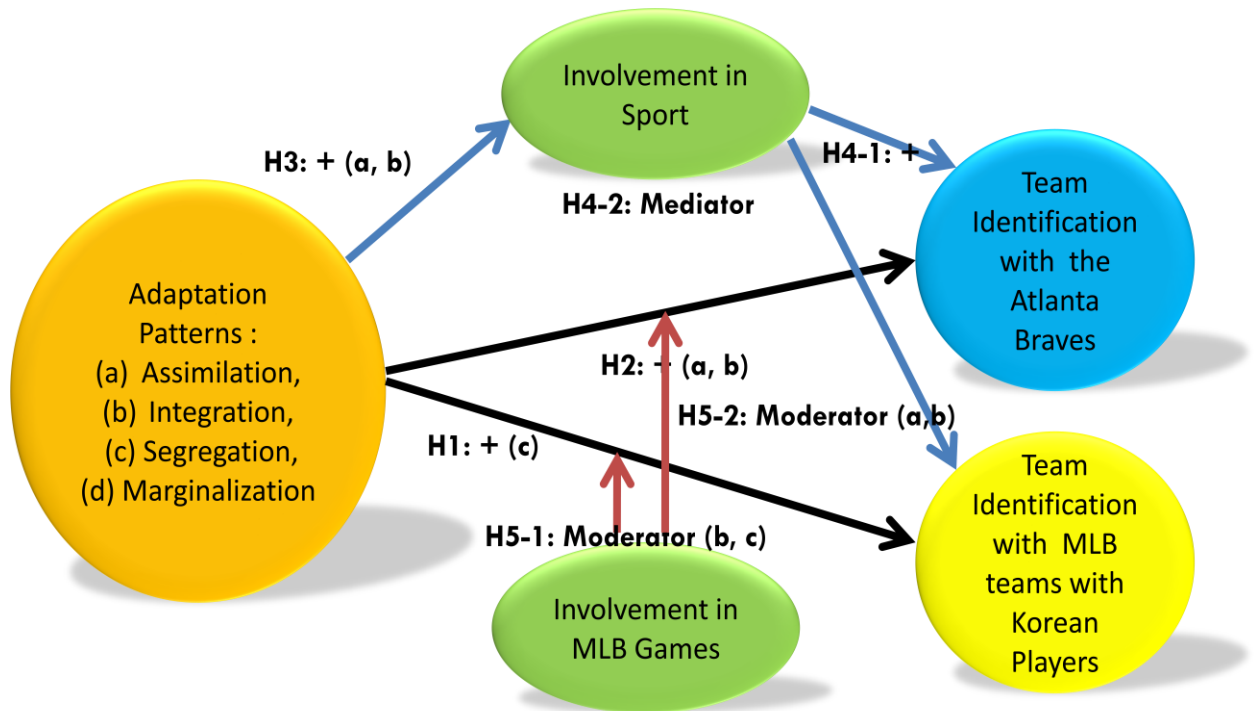 Involvement in
Sport
H3: + (a, b)
H4-1: +
H4-2: Mediator
Team
Identification
with the
Atlanta
Braves
Adaptation
Patterns :
(a) Assimilation,
(b) Integration,
(c) Segregation,
(d) Marginalization
H2: + (a, b)
H5-2: Moderator (a,b)
H1: + (c)
H5-1: Moderator (b, c)
Involvement in
MLB Games
Team
Identification
with MLB
teams with
Korean
Players